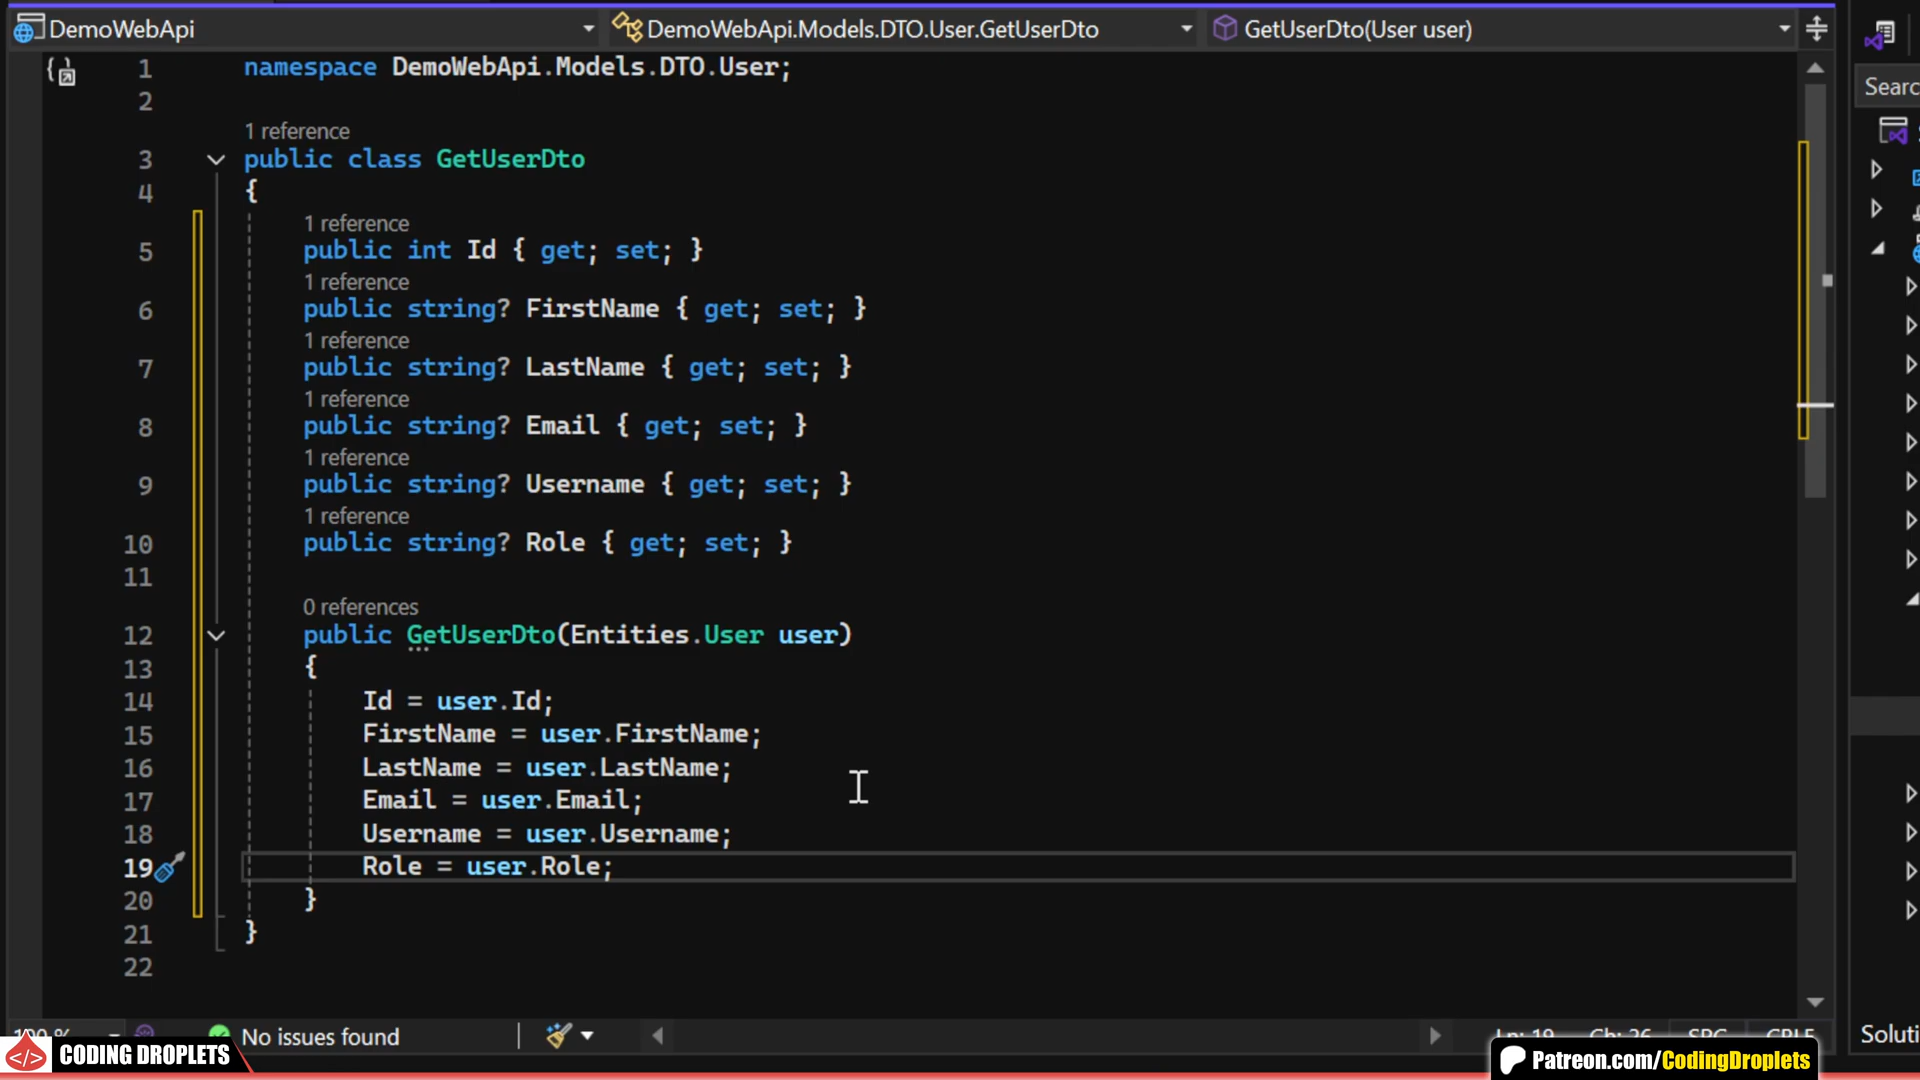 DemoWebApi DemoWebApi.Models.DTO.User.GetUserDto GetUserDto(User user)
1 namespace DemoWebApi.Models.DTO.User;
Searc
2
1 reference
3 public class GetUserDto
4 {
1 reference
5 public int Id { get; set; }
1 reference
6 public string? FirstName { get; set; }
1 reference
7 public string? LastName { get; set; }
1 reference
8 public string? Email { get; set; }
1 reference
9 public string? Username { get; set; }
1 reference
10 public string? Role { get; set; }
11
0 references
12 public GetUserDto(Entities.User user)
13 {
14 Id = user.Id;
15 FirstName = user.FirstName;
16 LastName = user.LastName;
17 Email = user.Email;
18 Username = user.Username;
19 Role = user.Role;
20 }
21 }
22
No issues found
Soluti
CODING DROPLETS
Patreon.com/CodingDroplets